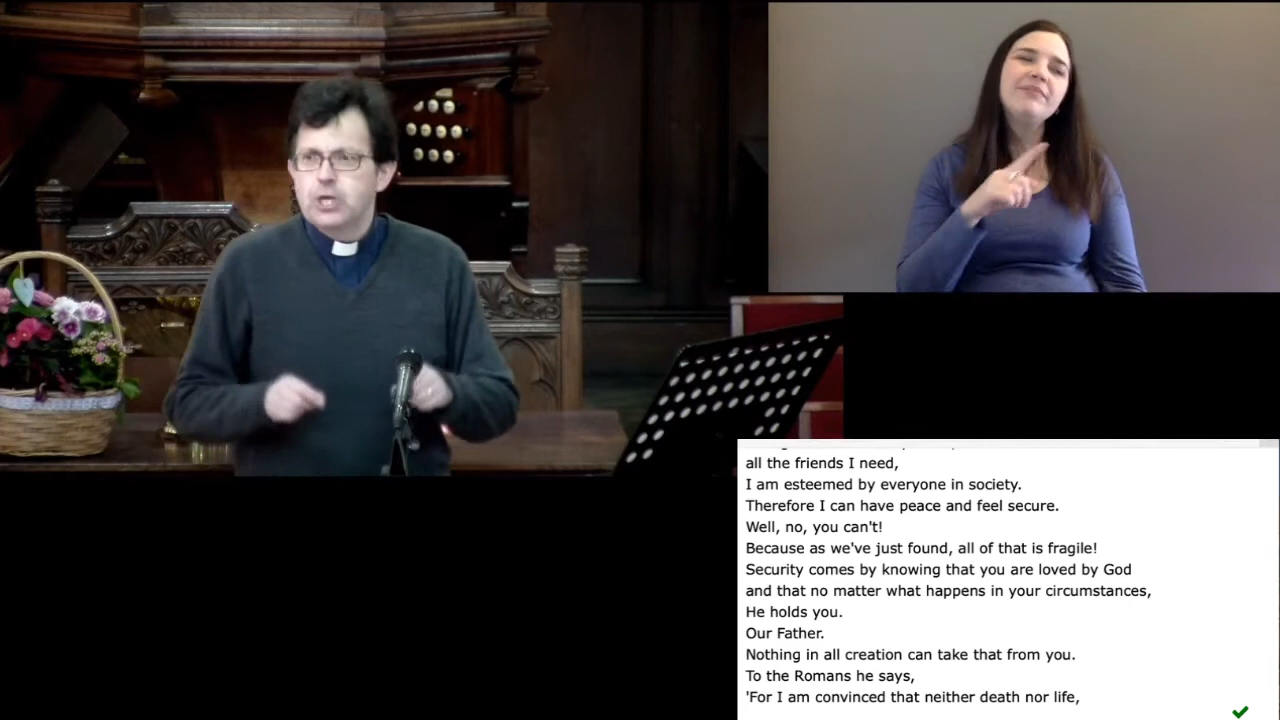 all the friends I need,
I am esteemed by everyone in society.
Therefore I can have peace and feel secure.
Well, no, you can't!
Because as we've just found, all of that is fragile!
Security comes by knowing that you are loved by God
and that no matter what happens in your circumstances,
He holds you.
Our Father.
Nothing in all creation can take that from you.
To the Romans he says,
'For I am convinced that neither death nor life,